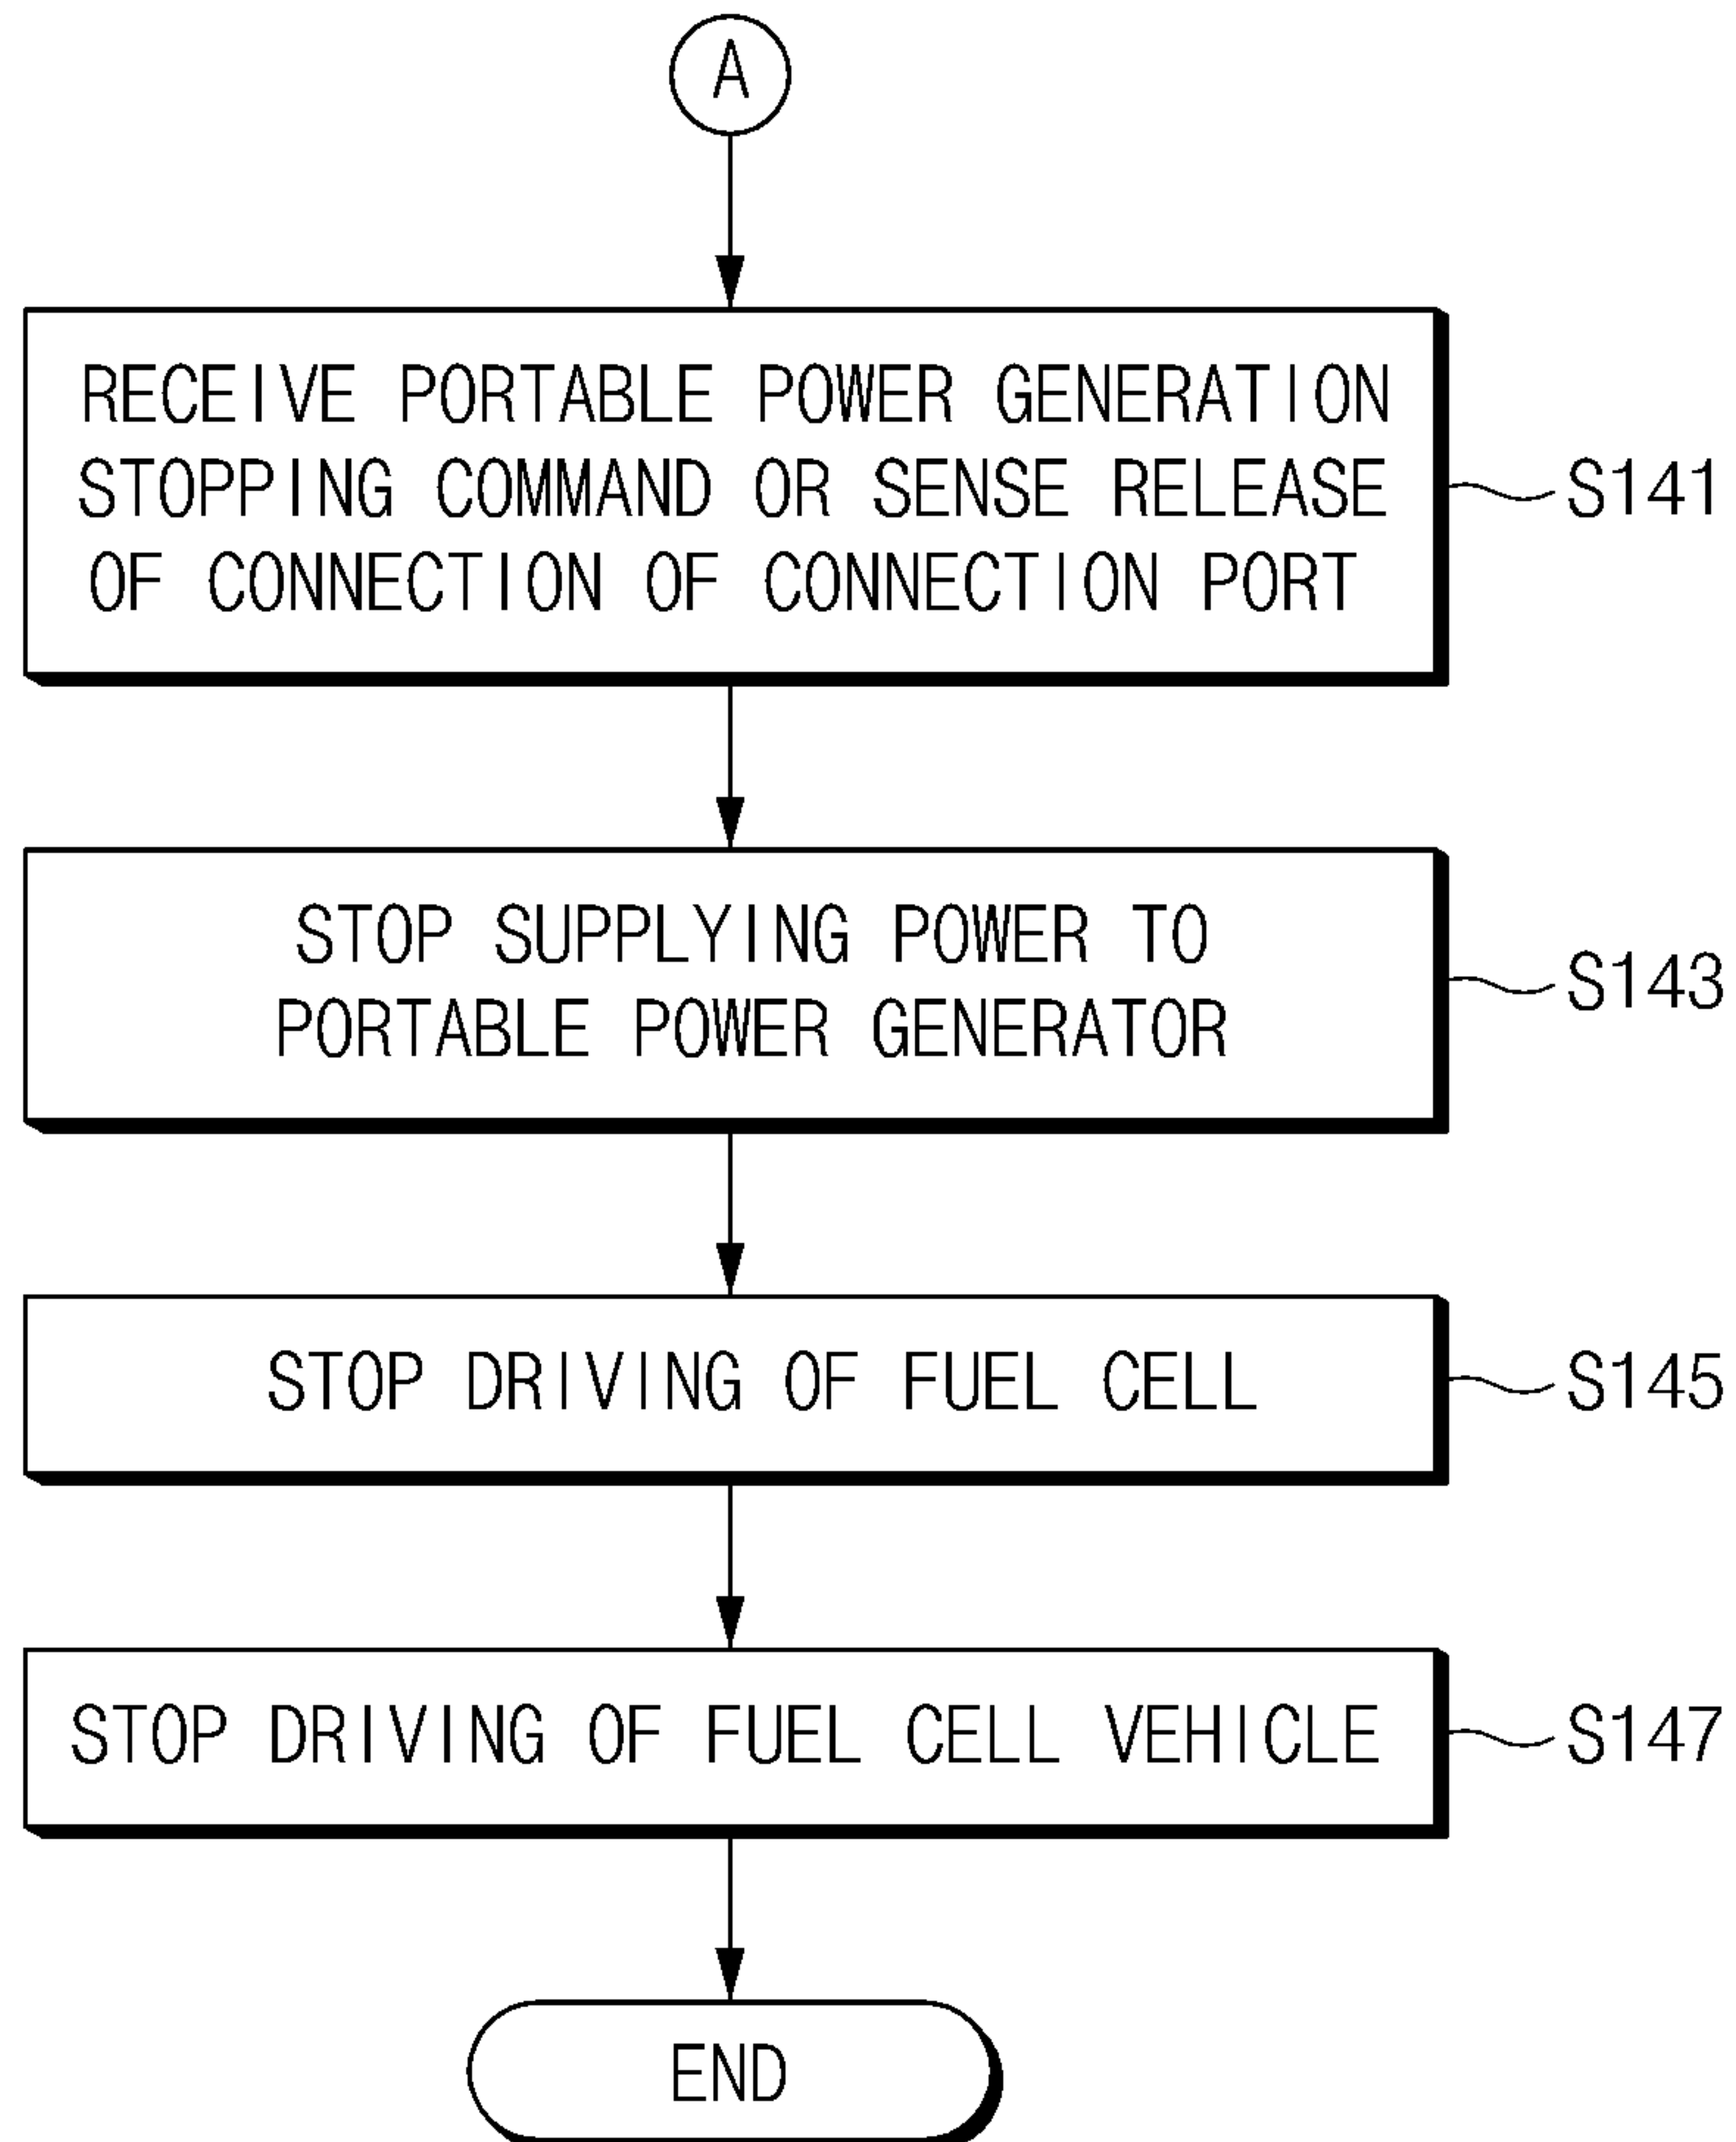 A
RECEIVE PORTABLE POWER GENERATION
STOPPING COMMAND OR SENSE RELEASE
OF CONNECTION OF CONNECTION PORT
S141
STOP SUPPLYING POWER TO
PORTABLE POWER GENERATOR
S143
STOP DRIVING OF FUEL CELL
S145
STOP DRIVING OF FUEL CELL VEHICLE
S147
END